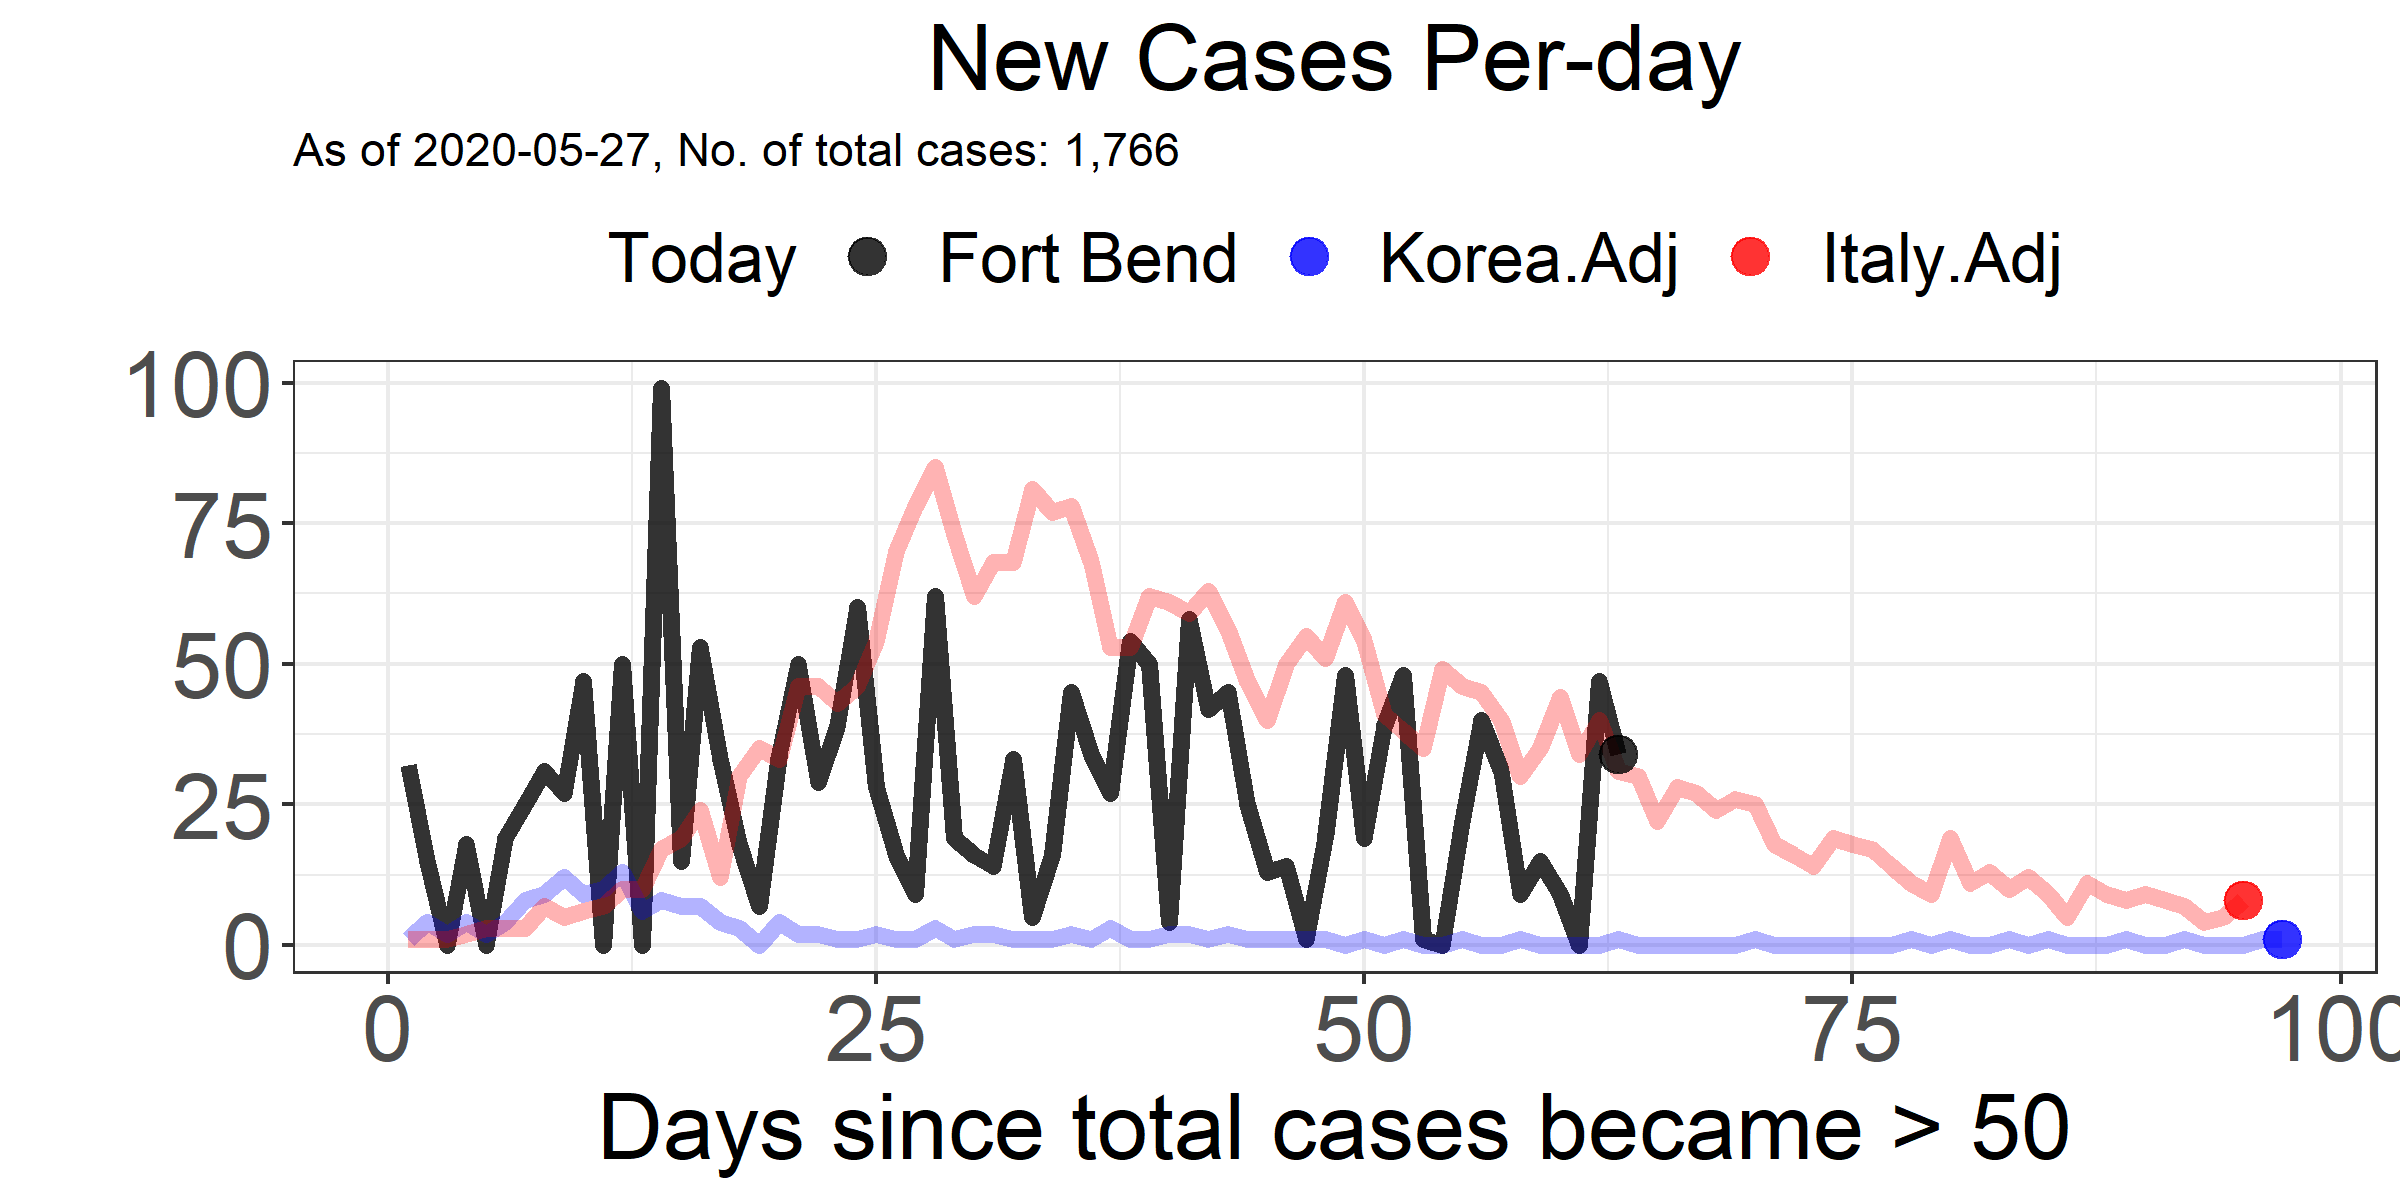 New Cases Per-day
As of 2020-05-27, No. of total cases: 1,766
Today Fort Bend Korea.Adj Italy.Adj
100
75
50
25
0
0 25 50 75 100
Days since total cases became > 50